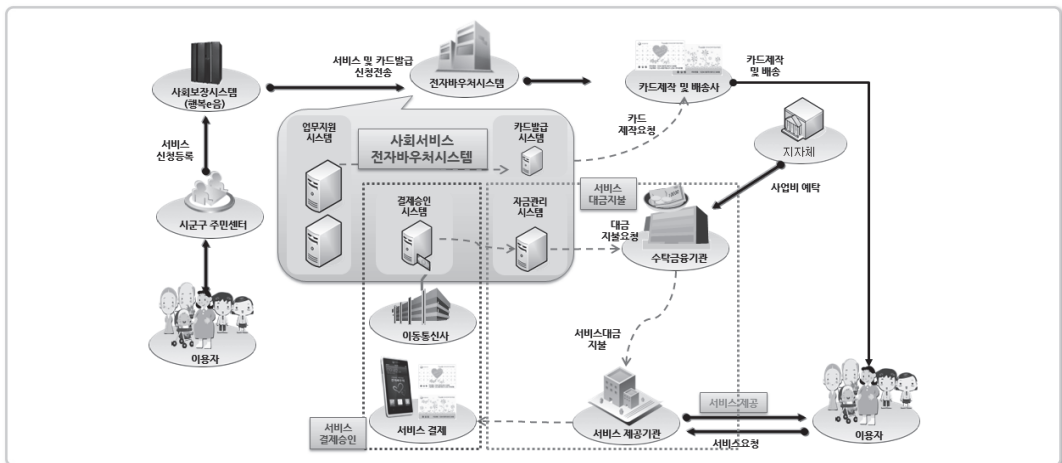 서비스 및 카드발급
신청전송
전자바우처시스템
카드제작 및 배송사
카드제작
및 배송
사회보장시스템
(행복e음)
업무지원
시스템
사회서비스
전자바우처시스템
카드발급
시스템
카드
제작요청
지자체
서비스
신청등록
사업비 예탁
서비스
대금지불
시군구 주민센터
결제승인
시스템
자금관리
시스템
대금
지불요청
수탁금융기관
이동통신사
서비스대금
지불
이용자
서비스 제공
서비스
결제승인
서비스 결제
서비스 제공기관
서비스요청
이용자